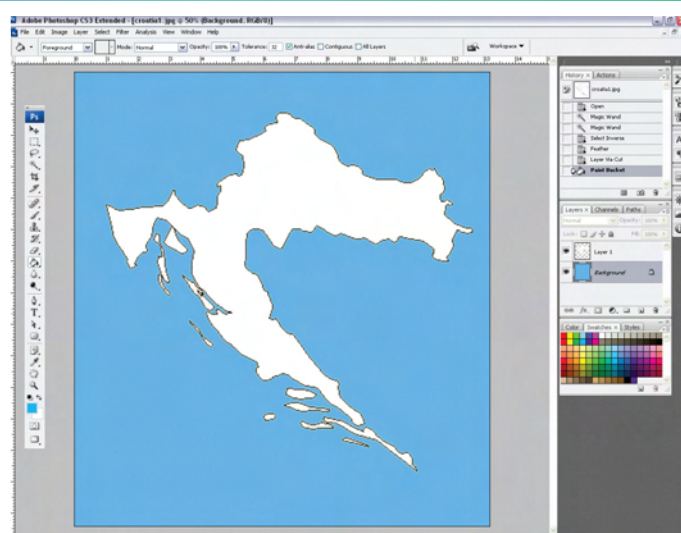 Adobe Photoshop CS3 Extended - [croatia1.jpg @ 50% (Background, RGB/8)]
File Edit Image Layer Select Filter Analysis View Window Help
Foreground Mode: Normal Opacity: 100% Tolerance: 32 Anti-alias Contiguous All Layers Workspace
Ps
History Actions
croatia1.jpg
Open
Magic Wand
Magic Wand
Select Inverse
Feather
Layer Via Cut
Paint Bucket
Layers Channels Paths
Normal Opacity: 100%
Lock: Fill: 100%
Layer 1
Background
Color Swatches Styles